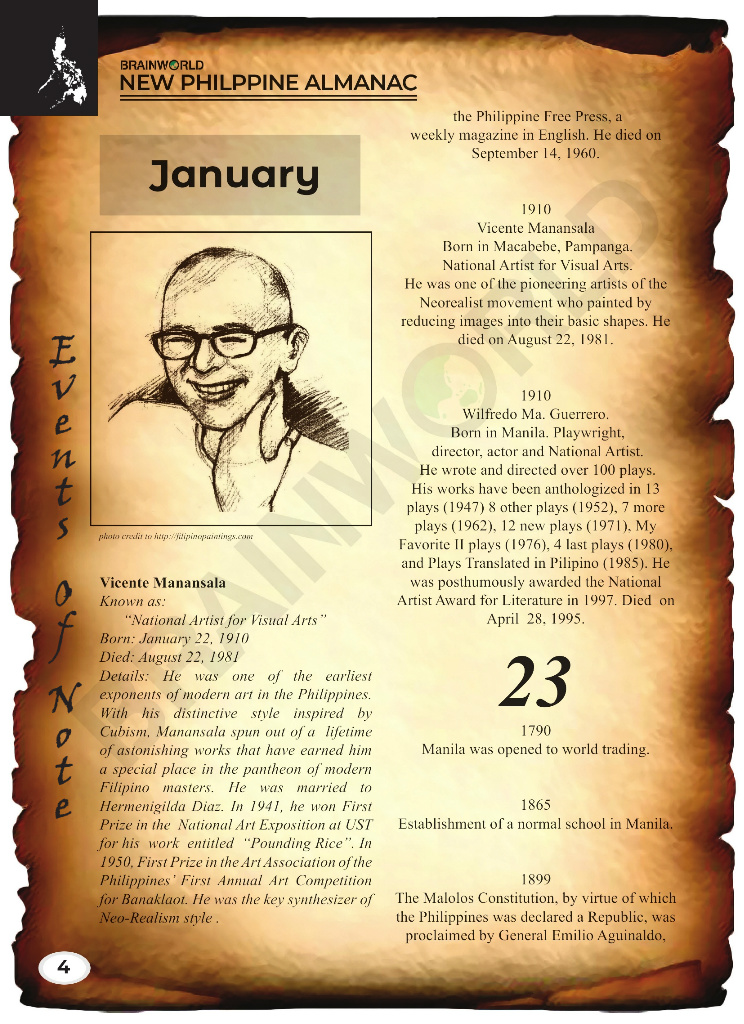 BRAINWORLD
NEW PHILPPINE ALMANAC
January
Events of Note
photo credit to http://filipinopaintings.com
Vicente Manansala
Known as:
“National Artist for Visual Arts”
Born: January 22, 1910
Died: August 22, 1981
Details: He was one of the earliest
exponents of modern art in the Philippines.
With his distinctive style inspired by
Cubism, Manansala spun out of a lifetime
of astonishing works that have earned him
a special place in the pantheon of modern
Filipino masters. He was married to
Hermenigilda Diaz. In 1941, he won First
Prize in the National Art Exposition at UST
for his work entitled “Pounding Rice”. In
1950, First Prize in the Art Association of the
Philippines’ First Annual Art Competition
for Banaklaot. He was the key synthesizer of
Neo-Realism style .
the Philippine Free Press, a
weekly magazine in English. He died on
September 14, 1960.
1910
Vicente Manansala
Born in Macabebe, Pampanga.
National Artist for Visual Arts.
He was one of the pioneering artists of the
Neorealist movement who painted by
reducing images into their basic shapes. He
died on August 22, 1981.
1910
Wilfredo Ma. Guerrero.
Born in Manila. Playwright,
director, actor and National Artist.
He wrote and directed over 100 plays.
His works have been anthologized in 13
plays (1947) 8 other plays (1952), 7 more
plays (1962), 12 new plays (1971), My
Favorite II plays (1976), 4 last plays (1980),
and Plays Translated in Pilipino (1985). He
was posthumously awarded the National
Artist Award for Literature in 1997. Died on
April 28, 1995.
23
1790
Manila was opened to world trading.
1865
Establishment of a normal school in Manila.
1899
The Malolos Constitution, by virtue of which
the Philippines was declared a Republic, was
proclaimed by General Emilio Aguinaldo,
4
BRAINWORLD